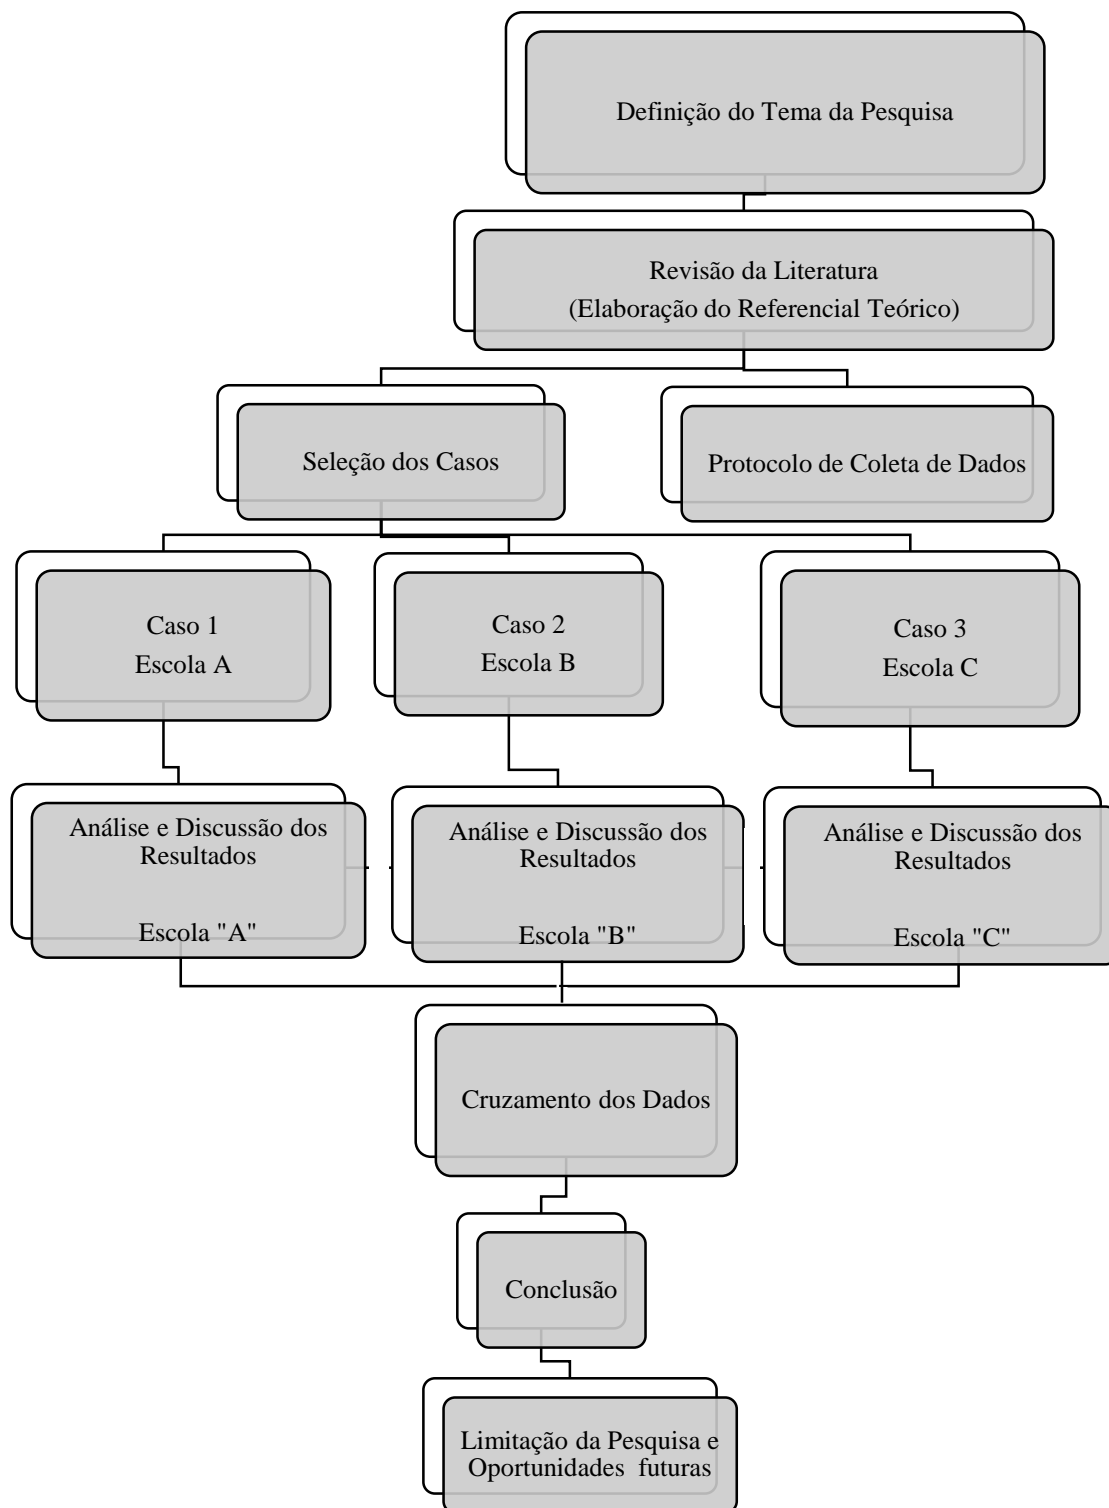 Definição do Tema da Pesquisa
Revisão da Literatura
(Elaboração do Referencial Teórico)
Seleção dos Casos
Protocolo de Coleta de Dados
Caso 1
Escola A
Caso 2
Escola B
Caso 3
Escola C
Análise e Discussão dos
Resultados
Escola "A"
Análise e Discussão dos
Resultados
Escola "B"
Análise e Discussão dos
Resultados
Escola "C"
Cruzamento dos Dados
Conclusão
Limitação da Pesquisa e
Oportunidades futuras